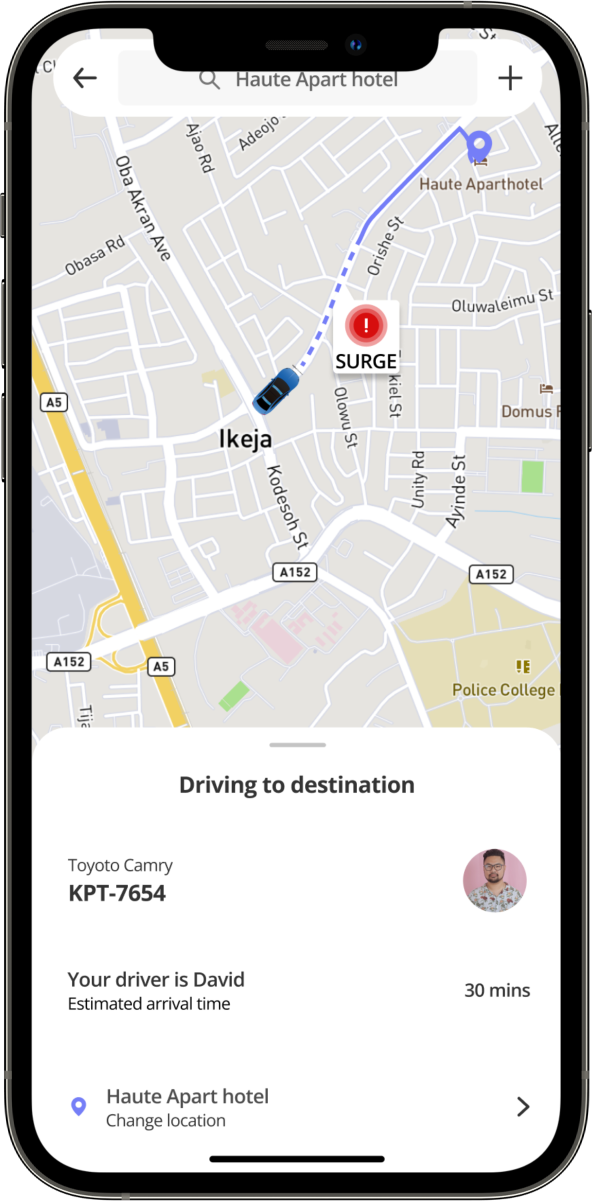 St
Haute Apart hotel
Ajao Rd
Adeojo
Oba Akran Ave
Haute Aparthotel
Obasa Rd
Orishe St
Oluwaleimu St
SURGE
A5
kiel St
Domus
Olowu St
Ikeja
Unity Rd
Ayinde St
Kodesoh St
A152
A152
A152
A5
Police College
Tija
Driving to destination
Toyoto Camry
KPT-7654
Your driver is David
Estimated arrival time
30 mins
Haute Apart hotel
Change location